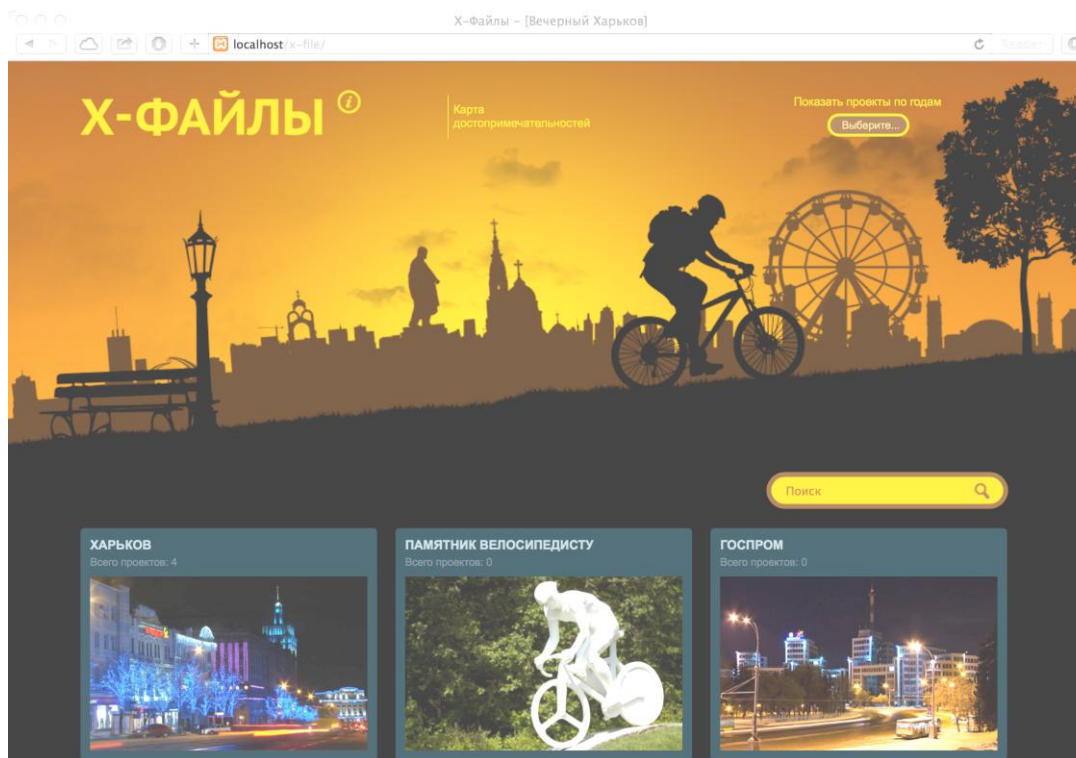 Х-Файлы – [Вечерный Харьков]
localhost/x-file/
Reader
Х-ФАЙЛЫ i
Карта
достопримечательностей
Показать проекты по годам
Выберите...
Поиск
ХАРЬКОВ
Всего проектов: 4
ПАМЯТНИК ВЕЛОСИПЕДИСТУ
Всего проектов: 0
ГОСПРОМ
Всего проектов: 0